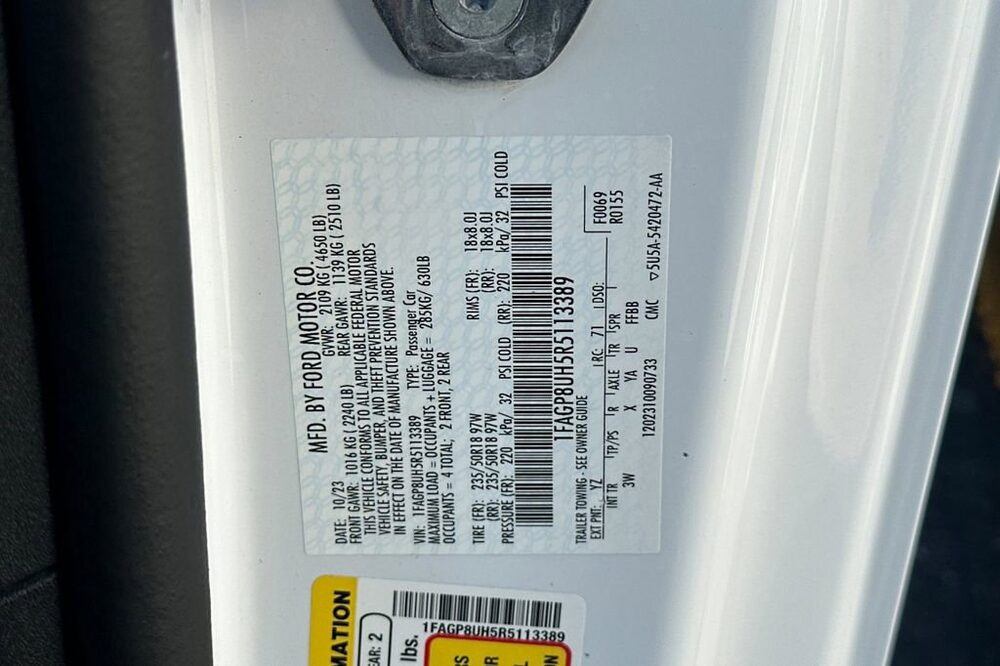 MFD. BY FORD MOTOR CO.
DATE: 10/23 GVWR: 2109 KG ( 4650 LB)
FRONT GAWR: 1016 KG ( 2240 LB) REAR GAWR: 1139 KG ( 2510 LB)
THIS VEHICLE CONFORMS TO ALL APPLICABLE FEDERAL MOTOR
VEHICLE SAFETY, BUMPER, AND THEFT PREVENTION STANDARDS
IN EFFECT ON THE DATE OF MANUFACTURE SHOWN ABOVE.
VIN: 1FAGP8UH5R5113389 TYPE: Passenger Car
MAXIMUM LOAD = OCCUPANTS + LUGGAGE = 285KG/ 630LB
OCCUPANTS = 4 TOTAL; 2 FRONT, 2 REAR
TIRE (FR): 235/50R18 97W RIMS (FR): 18x8.0J
(RR): 235/50R18 97W (RR): 18x8.0J
PRESSURE (FR): 220 kPa/ 32 PSI COLD (RR): 220 kPa/ 32 PSI COLD
1FAGP8UH5R5113389
TRAILER TOWING - SEE OWNER GUIDE F0069
EXT PNT: YZ RC: 71 DSO: R0155
INT TR TP/PS R AXLE TR SPR
3W X YA U FFBB
120231009073​3 CMC ▽5U5A-5420472-AA
MATION
EAR: 2
lbs.
1FAGP8UH5R5113389